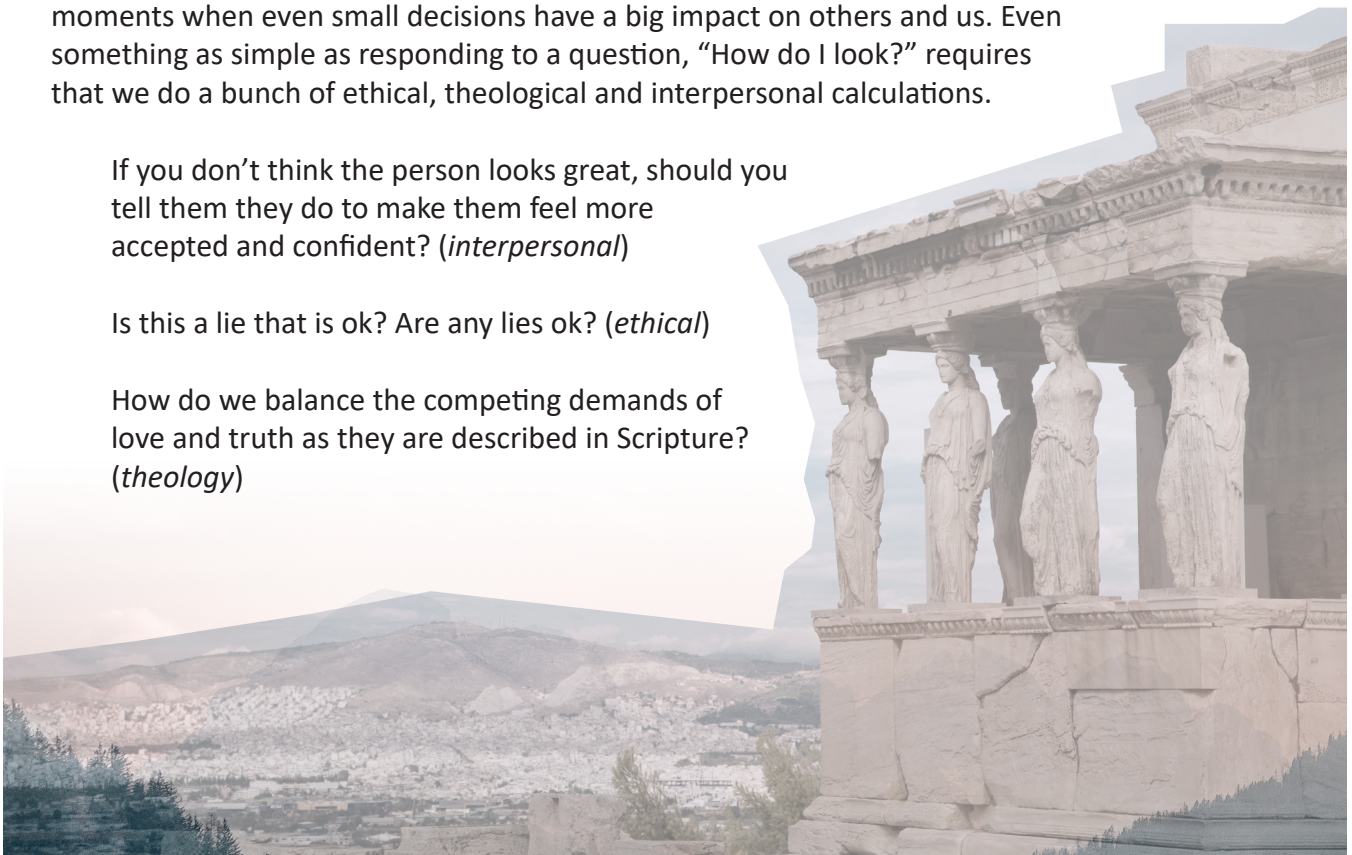 moments when even small decisions have a big impact on others and us. Even
something as simple as responding to a question, “How do I look?” requires
that we do a bunch of ethical, theological and interpersonal calculations.
If you don’t think the person looks great, should you
tell them they do to make them feel more
accepted and confident? (interpersonal)
Is this a lie that is ok? Are any lies ok? (ethical)
How do we balance the competing demands of
love and truth as they are described in Scripture?
(theology)